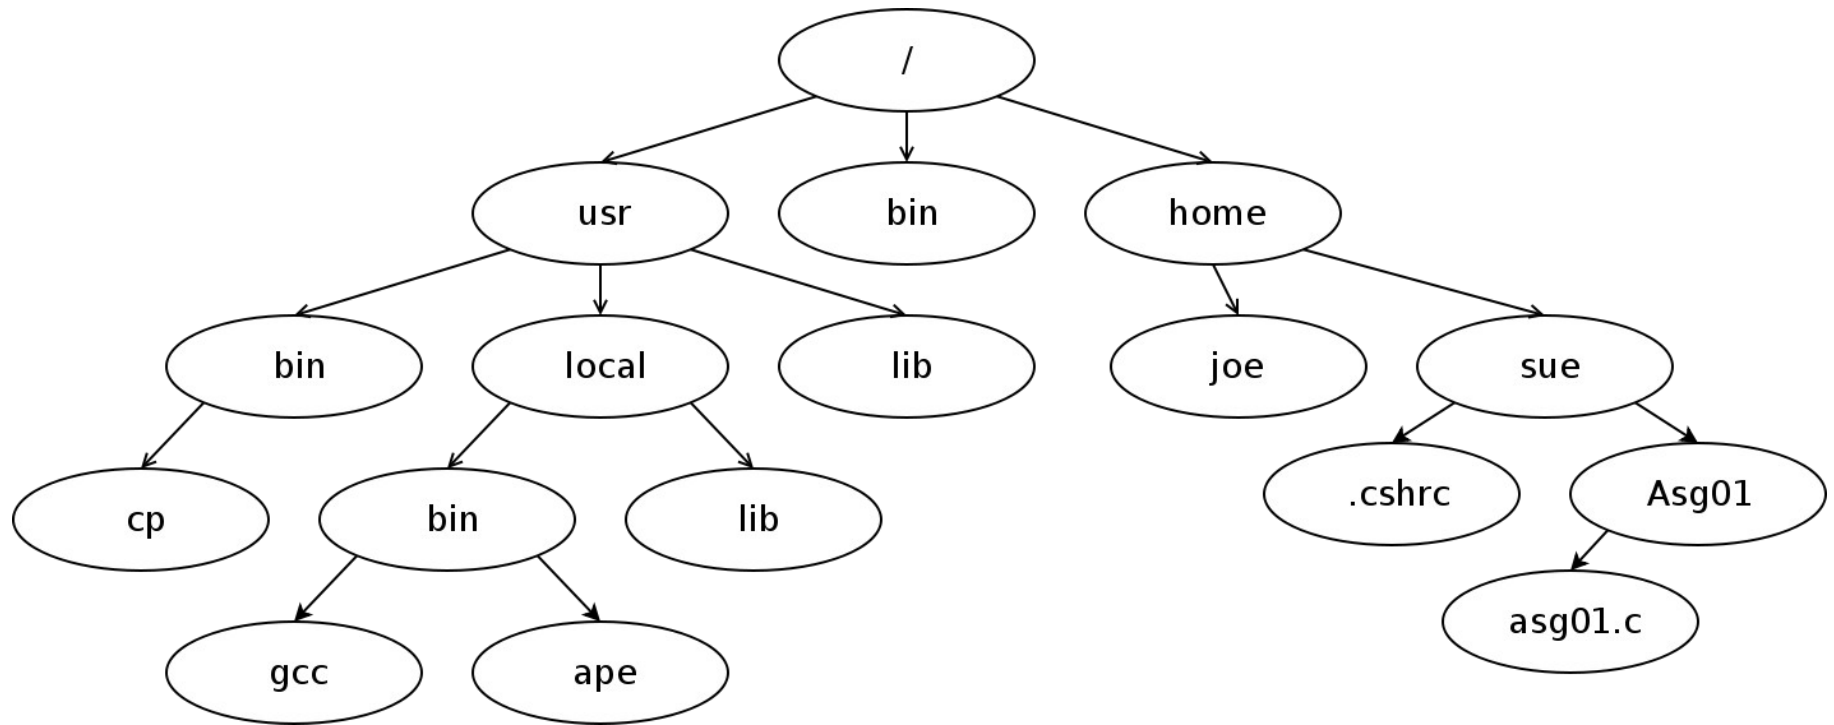 /
usr
bin
home
bin
local
lib
joe
sue
cp
bin
lib
.cshrc
Asg01
gcc
ape
asg01.c